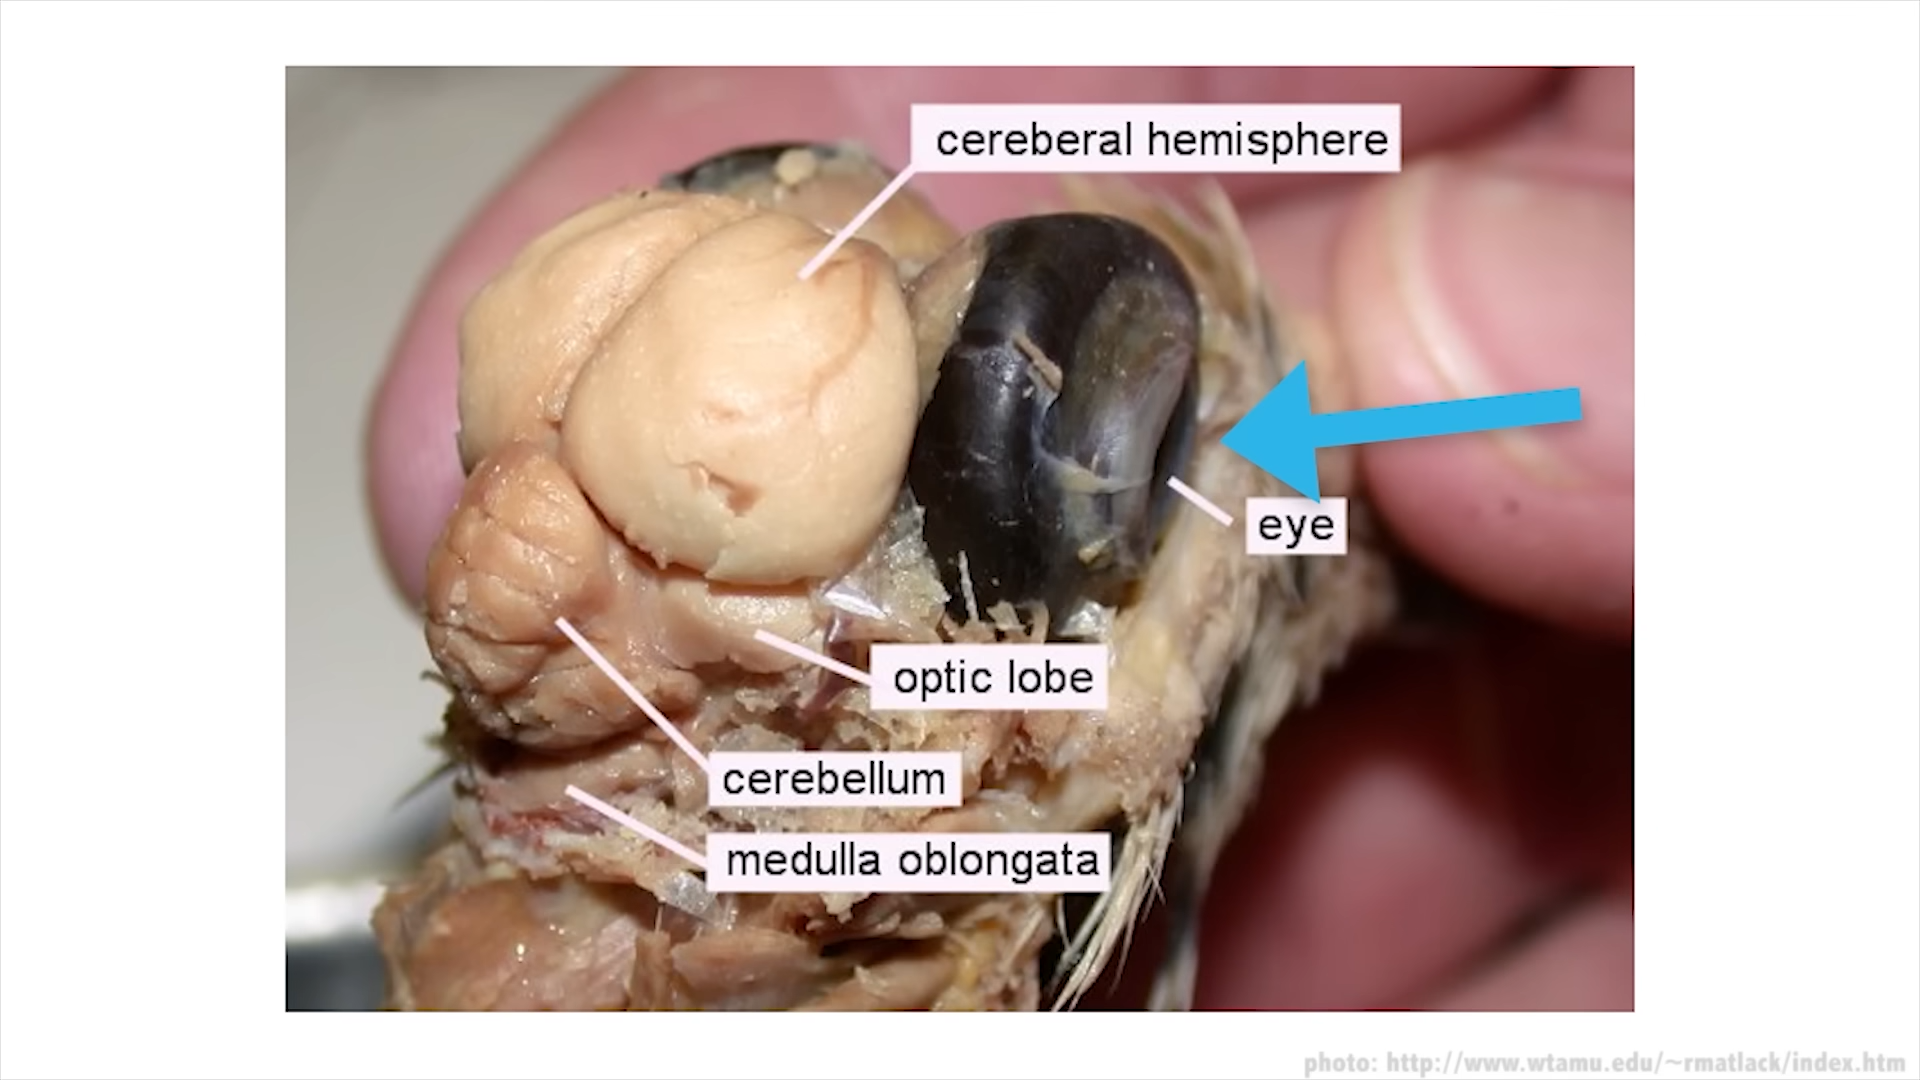 cereberal hemisphere
eye
optic lobe
cerebellum
medulla oblongata
photo: http://www.wtamu.edu/~rmatlack/index.htm